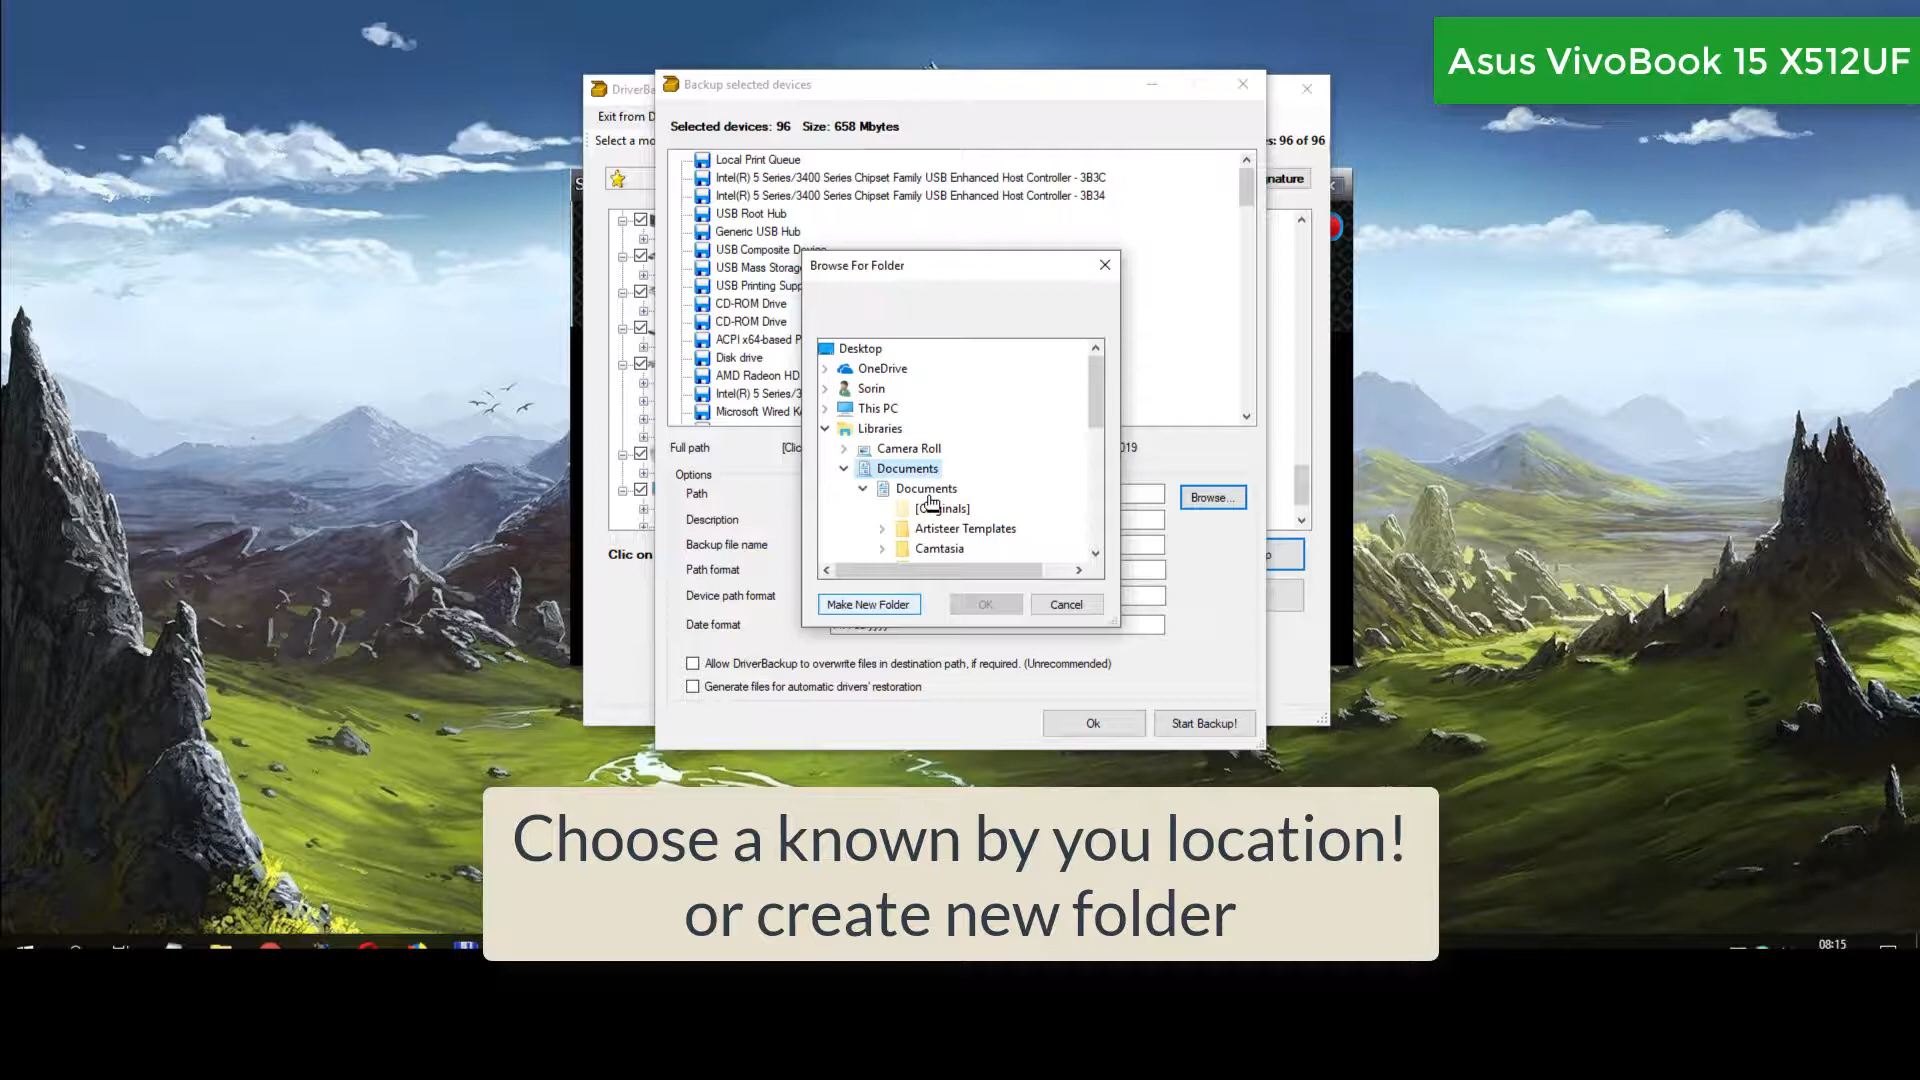 Asus VivoBook 15 X512UF
DriverBa
Exit from D
Select a mo
s: 96 of 96
nature
Clic on
Backup selected devices
Selected devices: 96 Size: 658 Mbytes
Local Print Queue
Intel(R) 5 Series/3400 Series Chipset Family USB Enhanced Host Controller - 3B3C
Intel(R) 5 Series/3400 Series Chipset Family USB Enhanced Host Controller - 3B34
USB Root Hub
Generic USB Hub
USB Composite Device
USB Mass Storag
USB Printing Supp
CD-ROM Drive
CD-ROM Drive
ACPI x64-based P
Disk drive
AMD Radeon HD
Intel(R) 5 Series/3
Microsoft Wired K
Full path [Clic 019
Options
Path
Browse...
Description
Backup file name
Path format
Device path format
Date format
Allow DriverBackup to overwrite files in destination path, if required. (Unrecommended)
Generate files for automatic drivers' restoration
Ok
Start Backup!
Browse For Folder
Desktop
OneDrive
Sorin
This PC
Libraries
Camera Roll
Documents
Documents
[Originals]
Artisteer Templates
Camtasia
Make New Folder
OK
Cancel
Choose a known by you location!
or create new folder
08:15